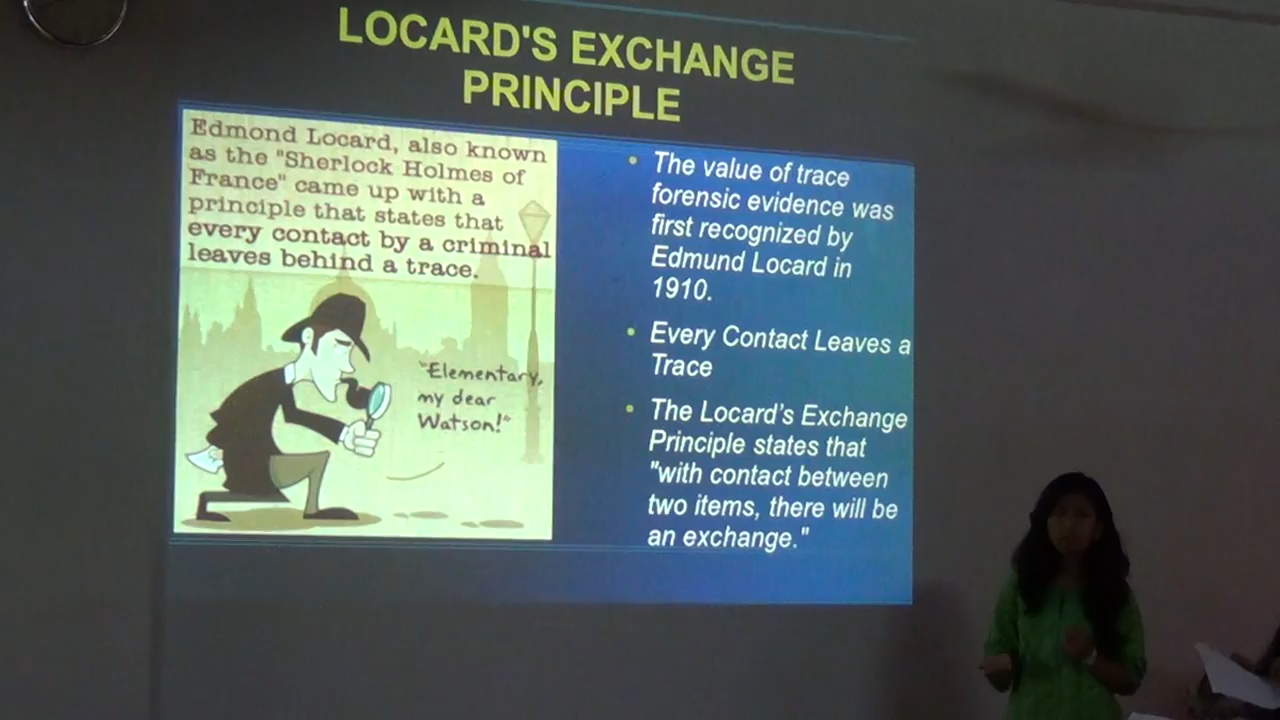 LOCARD'S EXCHANGE
PRINCIPLE
Edmond Locard, also known
as the "Sherlock Holmes of
France" came up with a
principle that states that
every contact by a criminal
leaves behind a trace.
"Elementary,
my dear
Watson!"
• The value of trace
forensic evidence was
first recognized by
Edmund Locard in
1910.
• Every Contact Leaves a
Trace
• The Locard's Exchange
Principle states that
"with contact between
two items, there will be
an exchange."